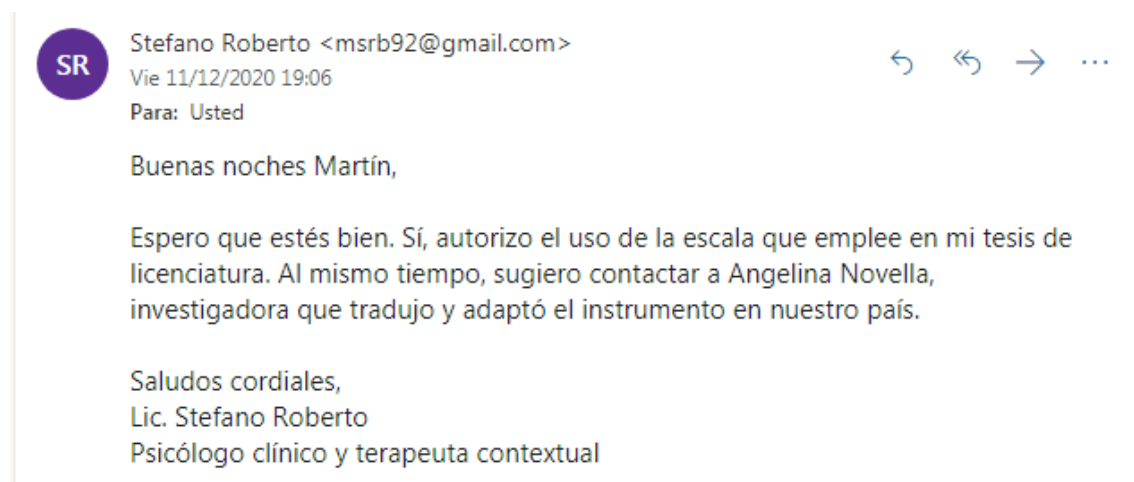 SR
Stefano Roberto <msrb92@gmail.com>
Vie 11/12/2020 19:06
Para: Usted
Buenas noches Martín,
Espero que estés bien. Sí, autorizo el uso de la escala que emplee en mi tesis de
licenciatura. Al mismo tiempo, sugiero contactar a Angelina Novella,
investigadora que tradujo y adaptó el instrumento en nuestro país.
Saludos cordiales,
Lic. Stefano Roberto
Psicólogo clínico y terapeuta contextual